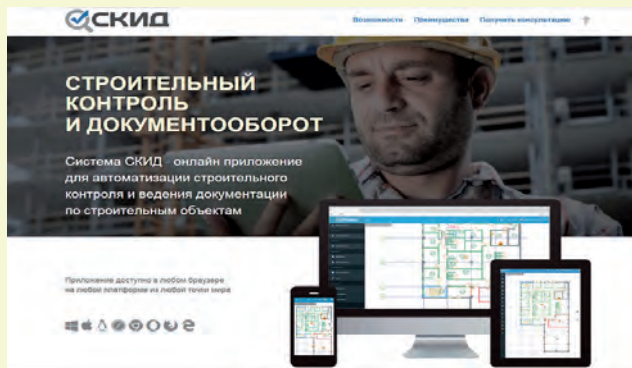 СКИД
Возможности Преимущества Получить консультацию
СТРОИТЕЛЬНЫЙ
КОНТРОЛЬ
И ДОКУМЕНТООБОРОТ
Система СКИД - онлайн приложение
для автоматизации строительного
контроля и ведения документации
по строительным объектам
Приложение доступно в любом браузере
на любой платформе из любой точки мира